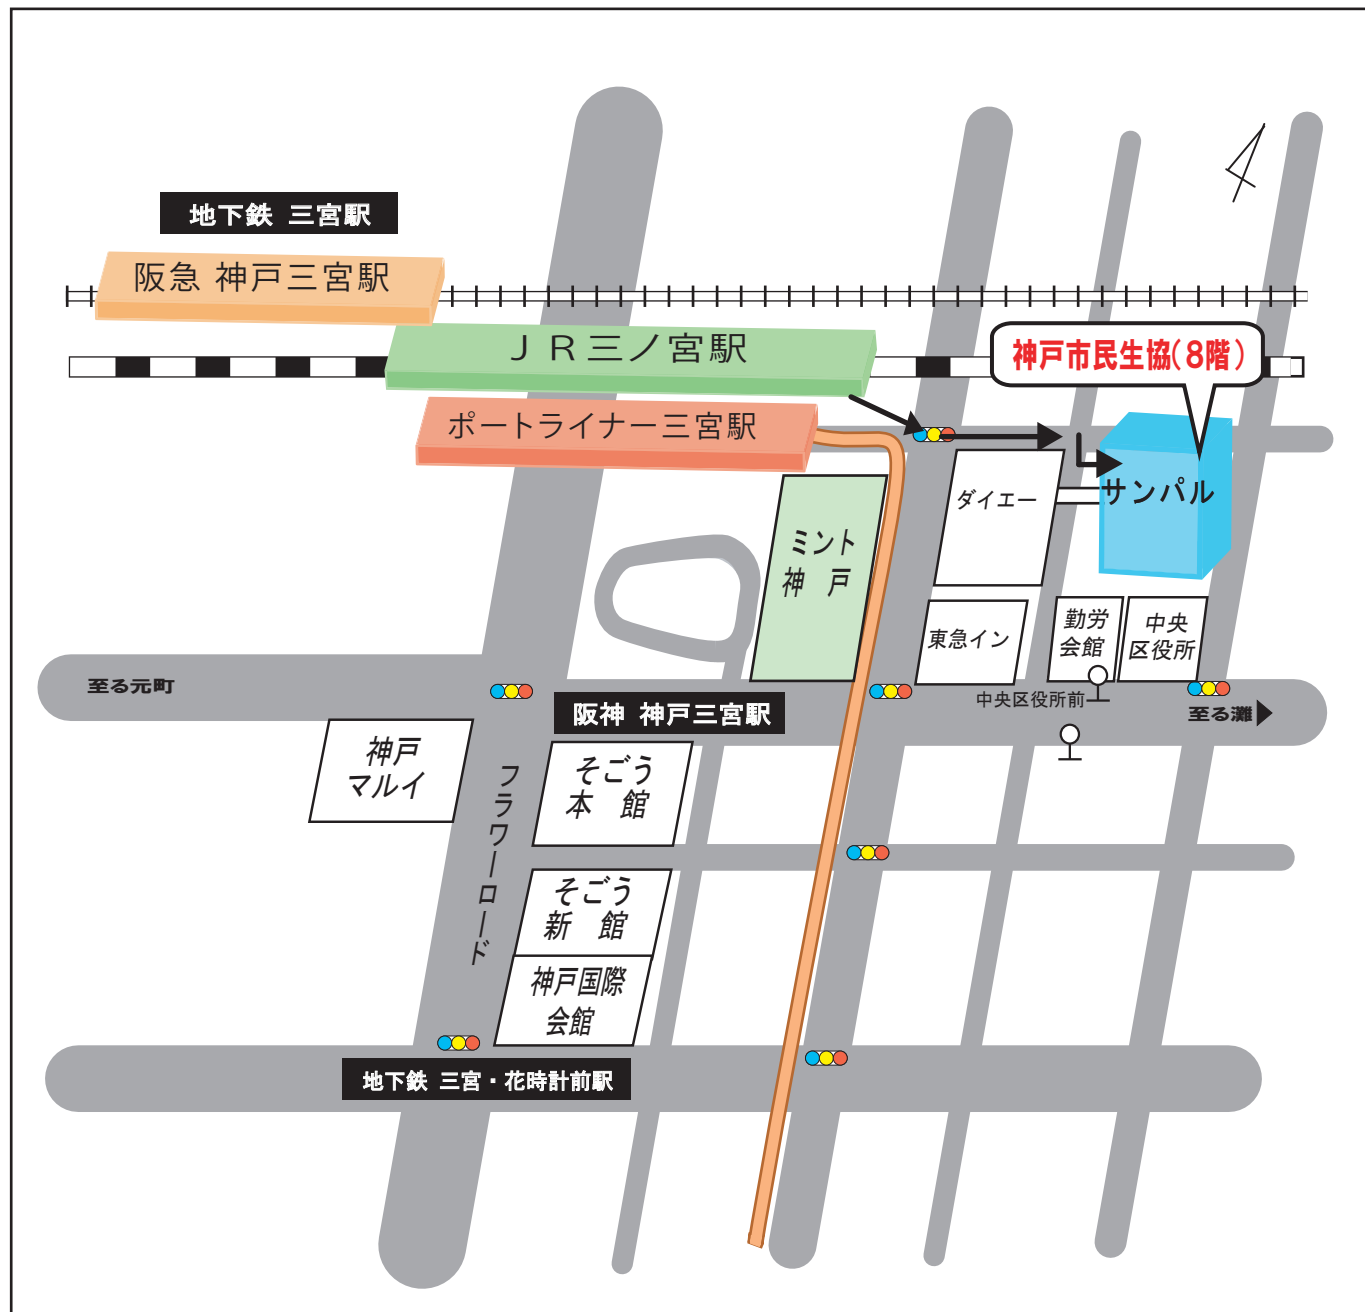 地下鉄 三宮駅
阪急 神戸三宮駅
JR三ノ宮駅
神戸市民生協(8階)
ポートライナー三宮駅
サンパル
ダイエー
ミント
神 戸
東急イン
勤労
会館
中央
区役所
至る元町
中央区役所前
至る灘
阪神 神戸三宮駅
神戸
マルイ
フラワーロード
そごう
本 館
そごう
新 館
神戸国際
会館
地下鉄 三宮・花時計前駅